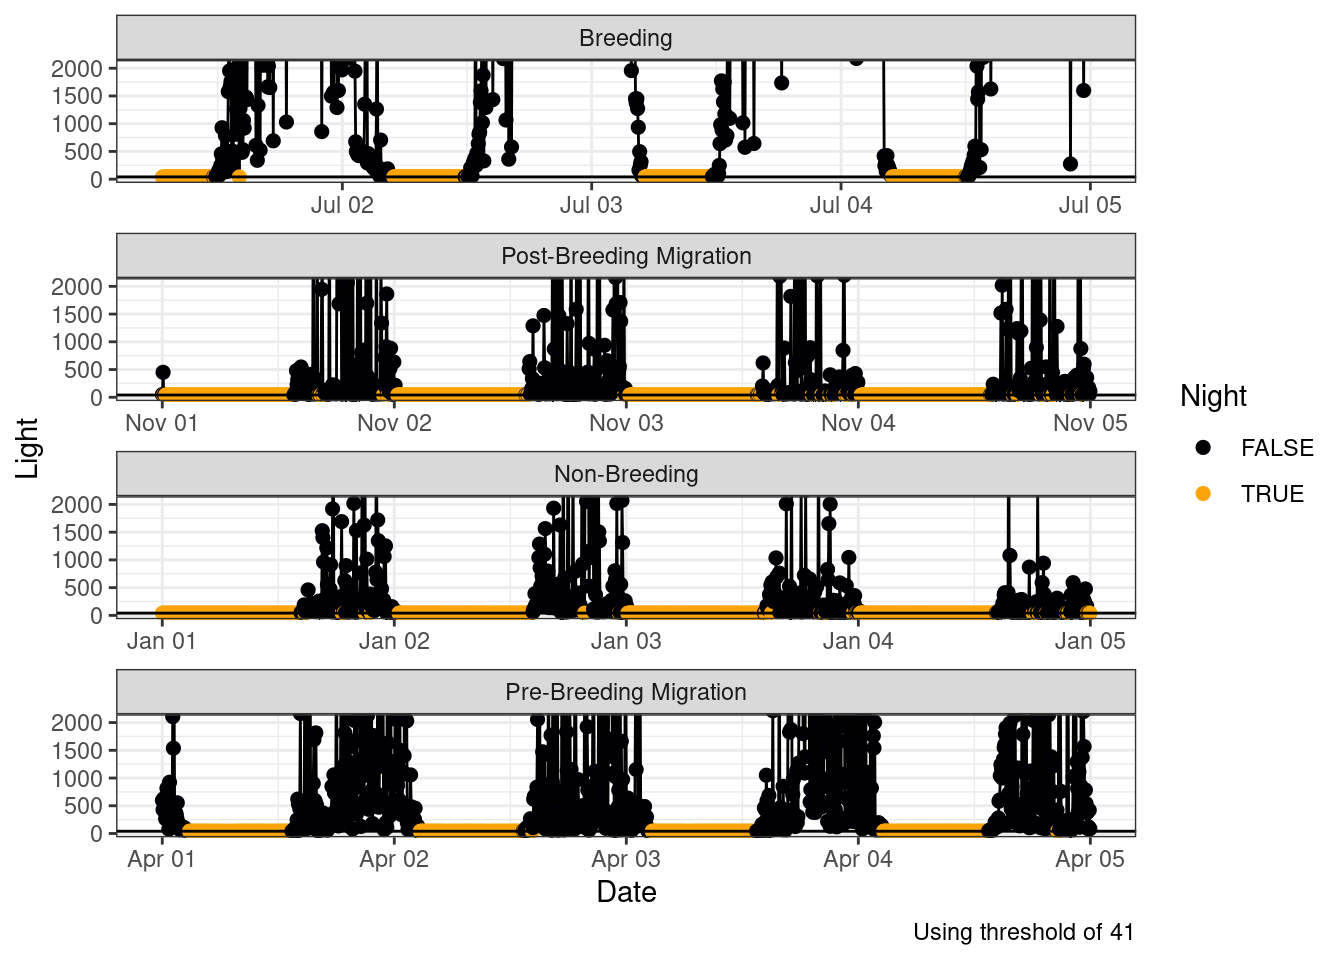 Breeding
2000
1500
1000
500
0
Jul 02 Jul 03 Jul 04 Jul 05
Post-Breeding Migration
2000
1500
1000
500
0
Nov 01 Nov 02 Nov 03 Nov 04 Nov 05
Non-Breeding
2000
1500
1000
500
0
Jan 01 Jan 02 Jan 03 Jan 04 Jan 05
Pre-Breeding Migration
2000
1500
1000
500
0
Apr 01 Apr 02 Apr 03 Apr 04 Apr 05
Light
Date
Night
FALSE
TRUE
Using threshold of 41